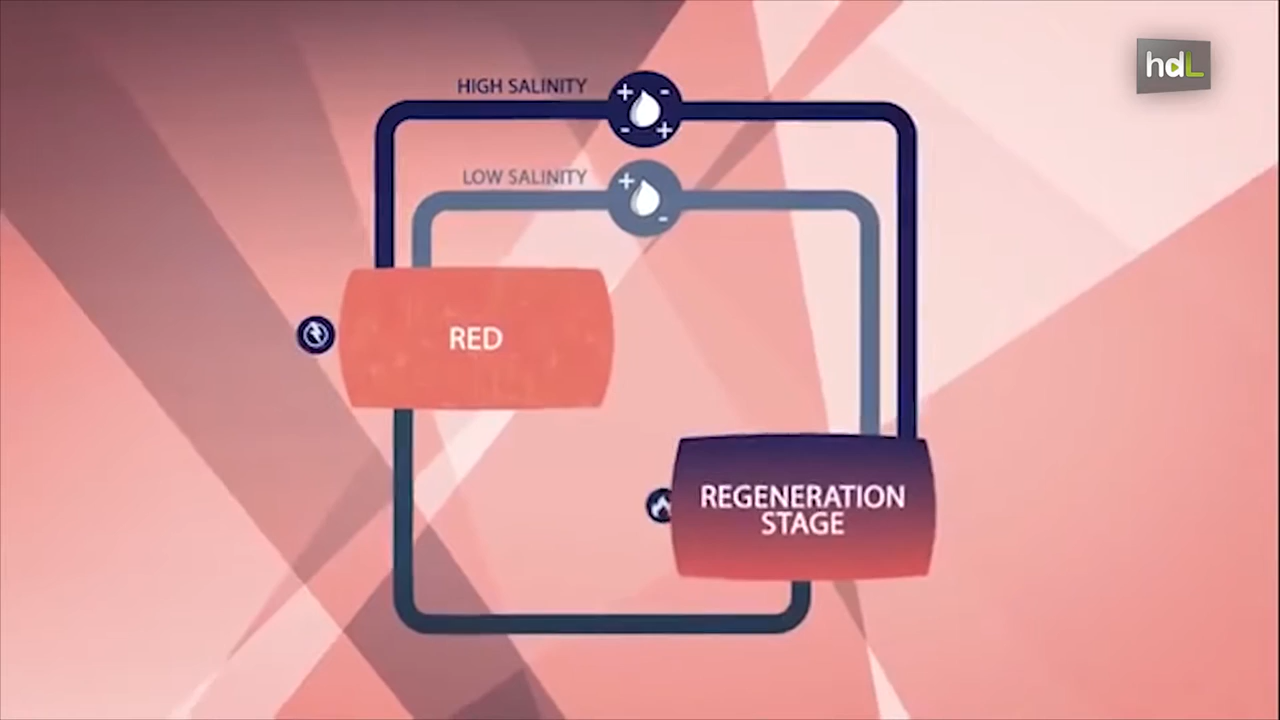 HIGH SALINITY
hdL
LOW SALINITY
RED
REGENERATION
STAGE